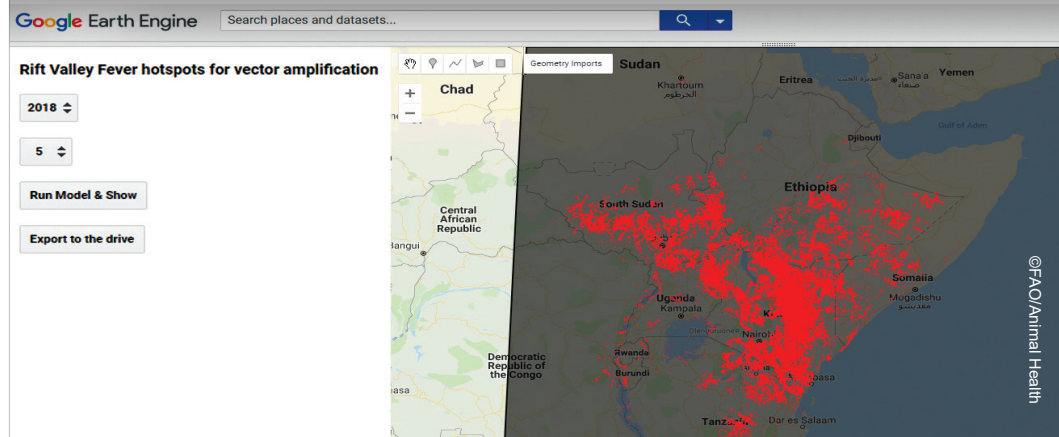 Google Earth Engine
Search places and datasets...
Rift Valley Fever hotspots for vector amplification
2018
5
Run Model & Show
Export to the drive
Geometry Imports
+
−
Chad
Sudan
Khartoum
الخرطوم
Eritrea
Sana'a
صنعاء
Yemen
Gulf of Aden
Djibouti
Ethiopia
South Sudan
Central
African
Republic
Bangui
Somalia
Mogadishu
مقديشو
Uganda
Kampala
Nairobi
Rwanda
Burundi
Democratic
Republic of
the Congo
Dar es Salaam
©FAO/Animal Health